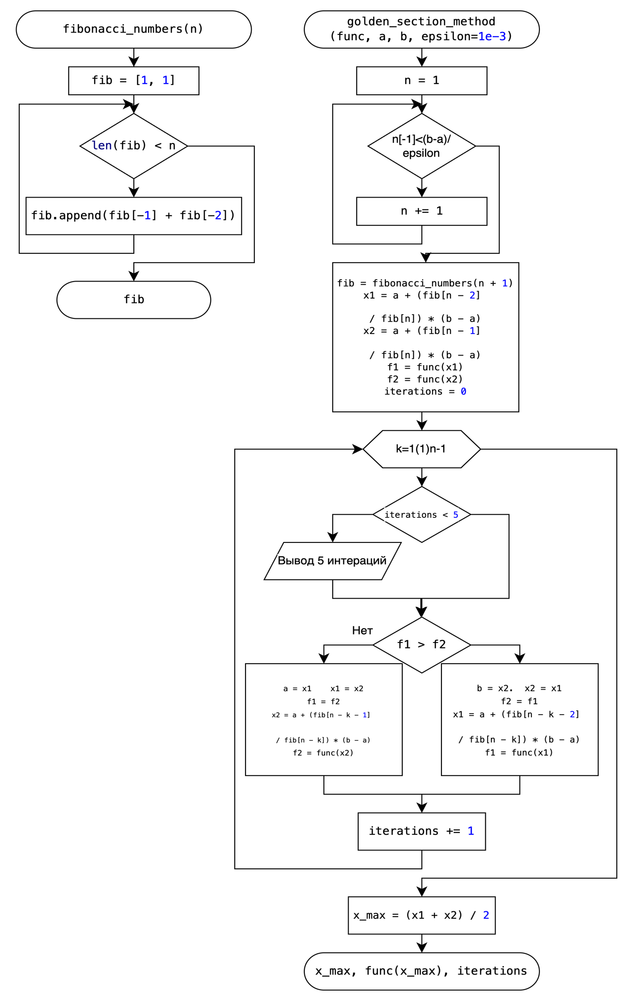 fibonacci_numbers(n)
fib = [1, 1]
len(fib) < n
fib.append(fib[-1] + fib[-2])
fib
golden_section_method
(func, a, b, epsilon=1e-3)
n = 1
n[-1]<(b-a)/
epsilon
n += 1
fib = fibonacci_numbers(n + 1)
x1 = a + (fib[n - 2]
/ fib[n]) * (b - a)
x2 = a + (fib[n - 1]
/ fib[n]) * (b - a)
f1 = func(x1)
f2 = func(x2)
iterations = 0
k=1(1)n-1
iterations < 5
Вывод 5 интераций
Нет
f1 > f2
a = x1    x1 = x2
f1 = f2
x2 = a + (fib[n - k - 1]
/ fib[n - k]) * (b - a)
f2 = func(x2)
b = x2.  x2 = x1
f2 = f1
x1 = a + (fib[n - k - 2]
/ fib[n - k]) * (b - a)
f1 = func(x1)
iterations += 1
x_max = (x1 + x2) / 2
x_max, func(x_max), iterations